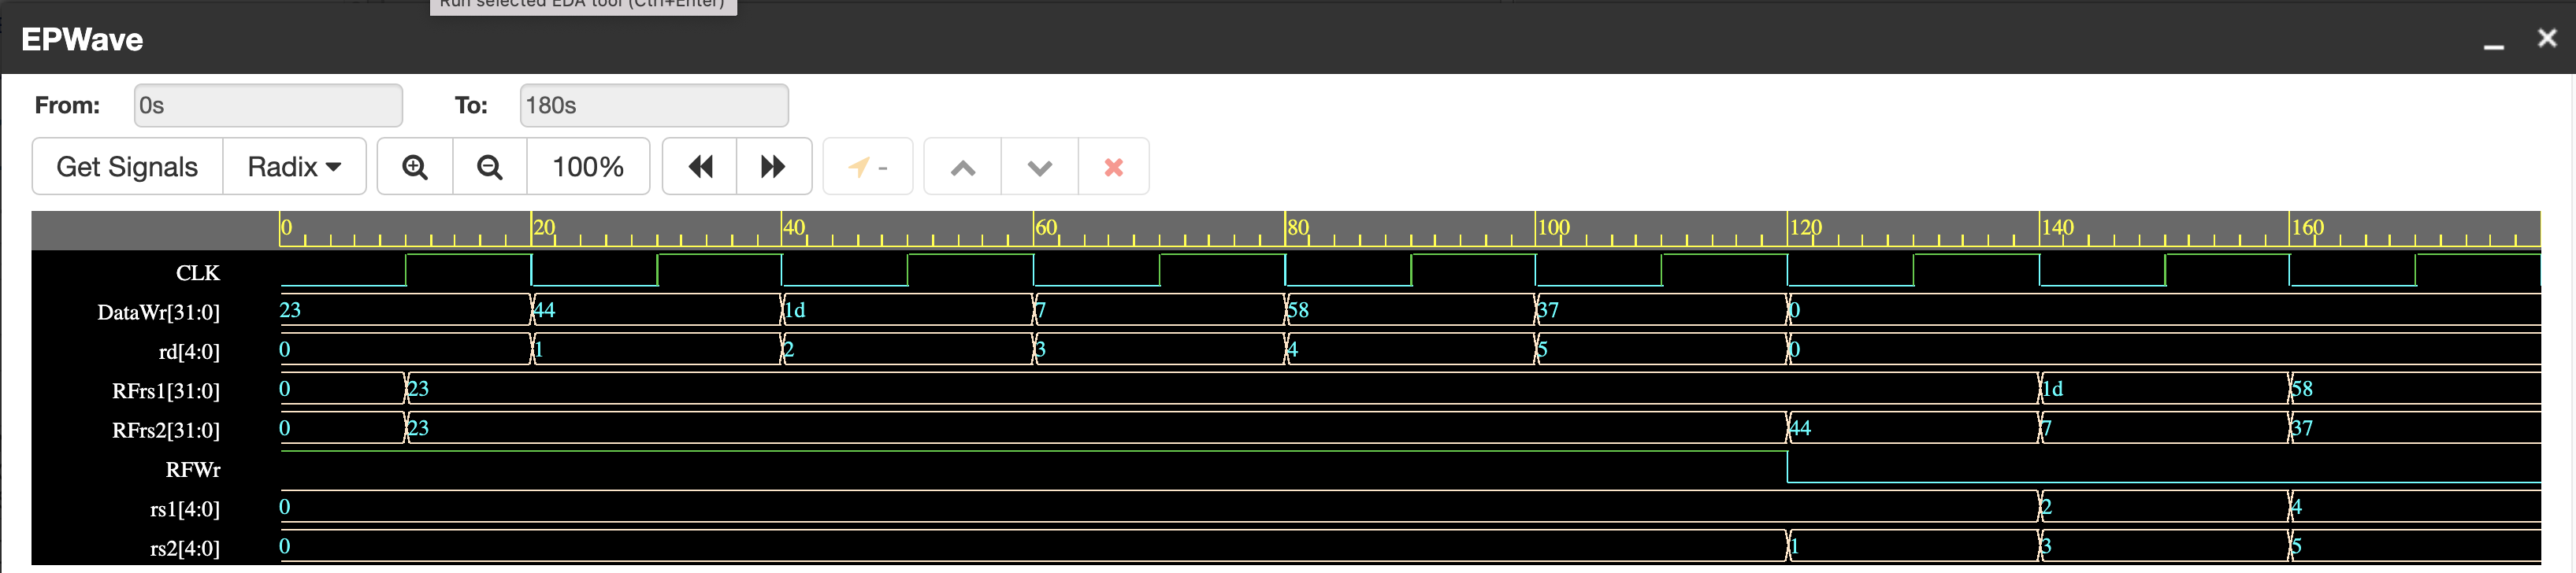 Run selected EDA tool (Ctrl+Enter)
EPWave
From: 0s To: 180s
Get Signals Radix 100% -
0 20 40 60 80 100 120 140 160
CLK
DataWr[31:0] 23 44 1d 7 58 37 0
rd[4:0] 0 1 2 3 4 5 0
RFrs1[31:0] 0 23 1d 58
RFrs2[31:0] 0 23 44 7 37
RFWr
rs1[4:0] 0 2 4
rs2[4:0] 0 1 3 5